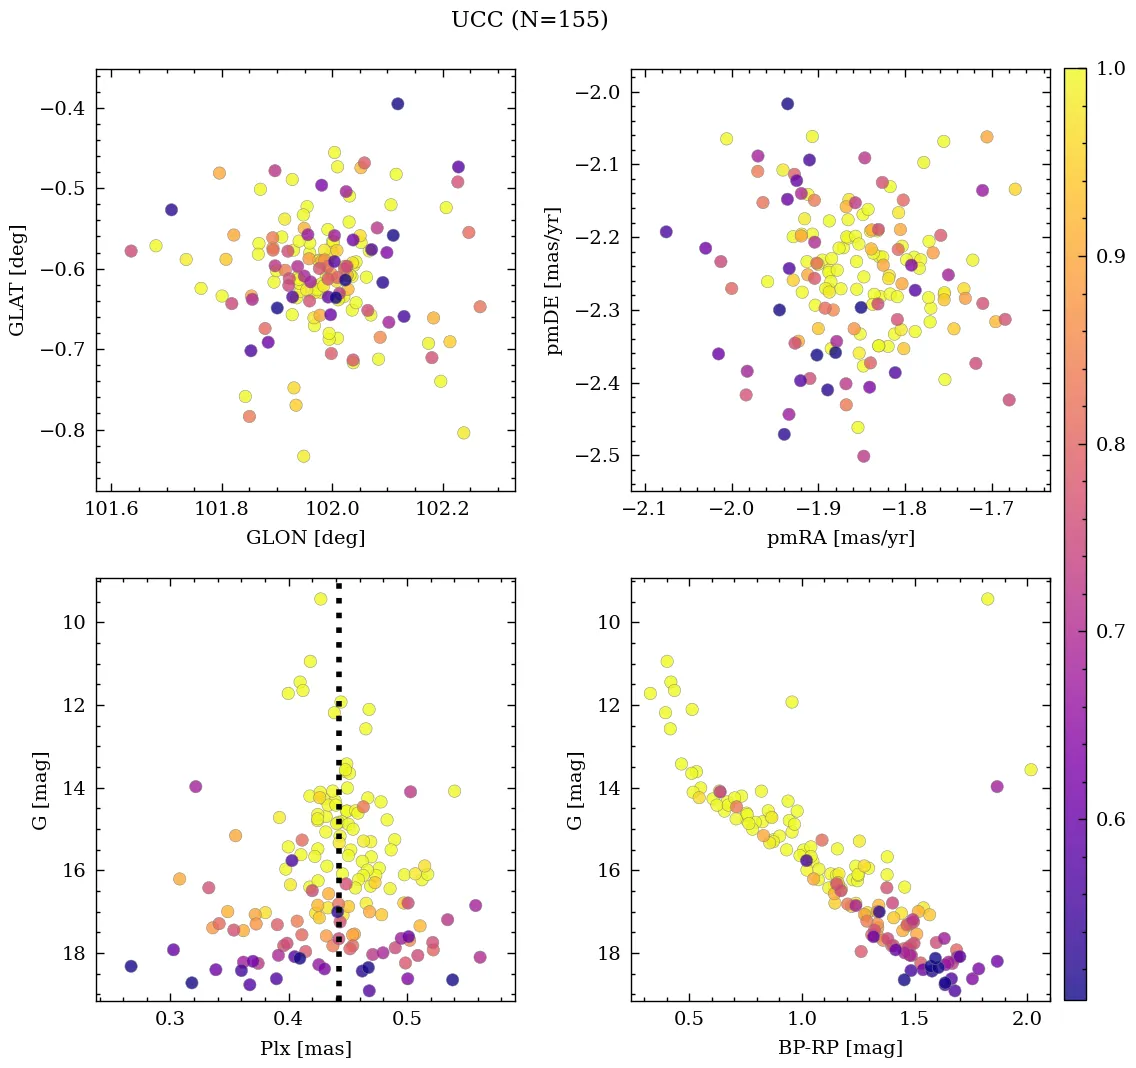 UCC (N=155)
−0.4
−0.5
−0.6
−0.7
−0.8
GLAT [deg]
101.6 101.8 102.0 102.2
GLON [deg]
−2.0
−2.1
−2.2
−2.3
−2.4
−2.5
pmDE [mas/yr]
−2.1 −2.0 −1.9 −1.8 −1.7
pmRA [mas/yr]
1.0
0.9
0.8
0.7
0.6
10
12
14
16
18
G [mag]
0.3 0.4 0.5
Plx [mas]
10
12
14
16
18
G [mag]
0.5 1.0 1.5 2.0
BP-RP [mag]